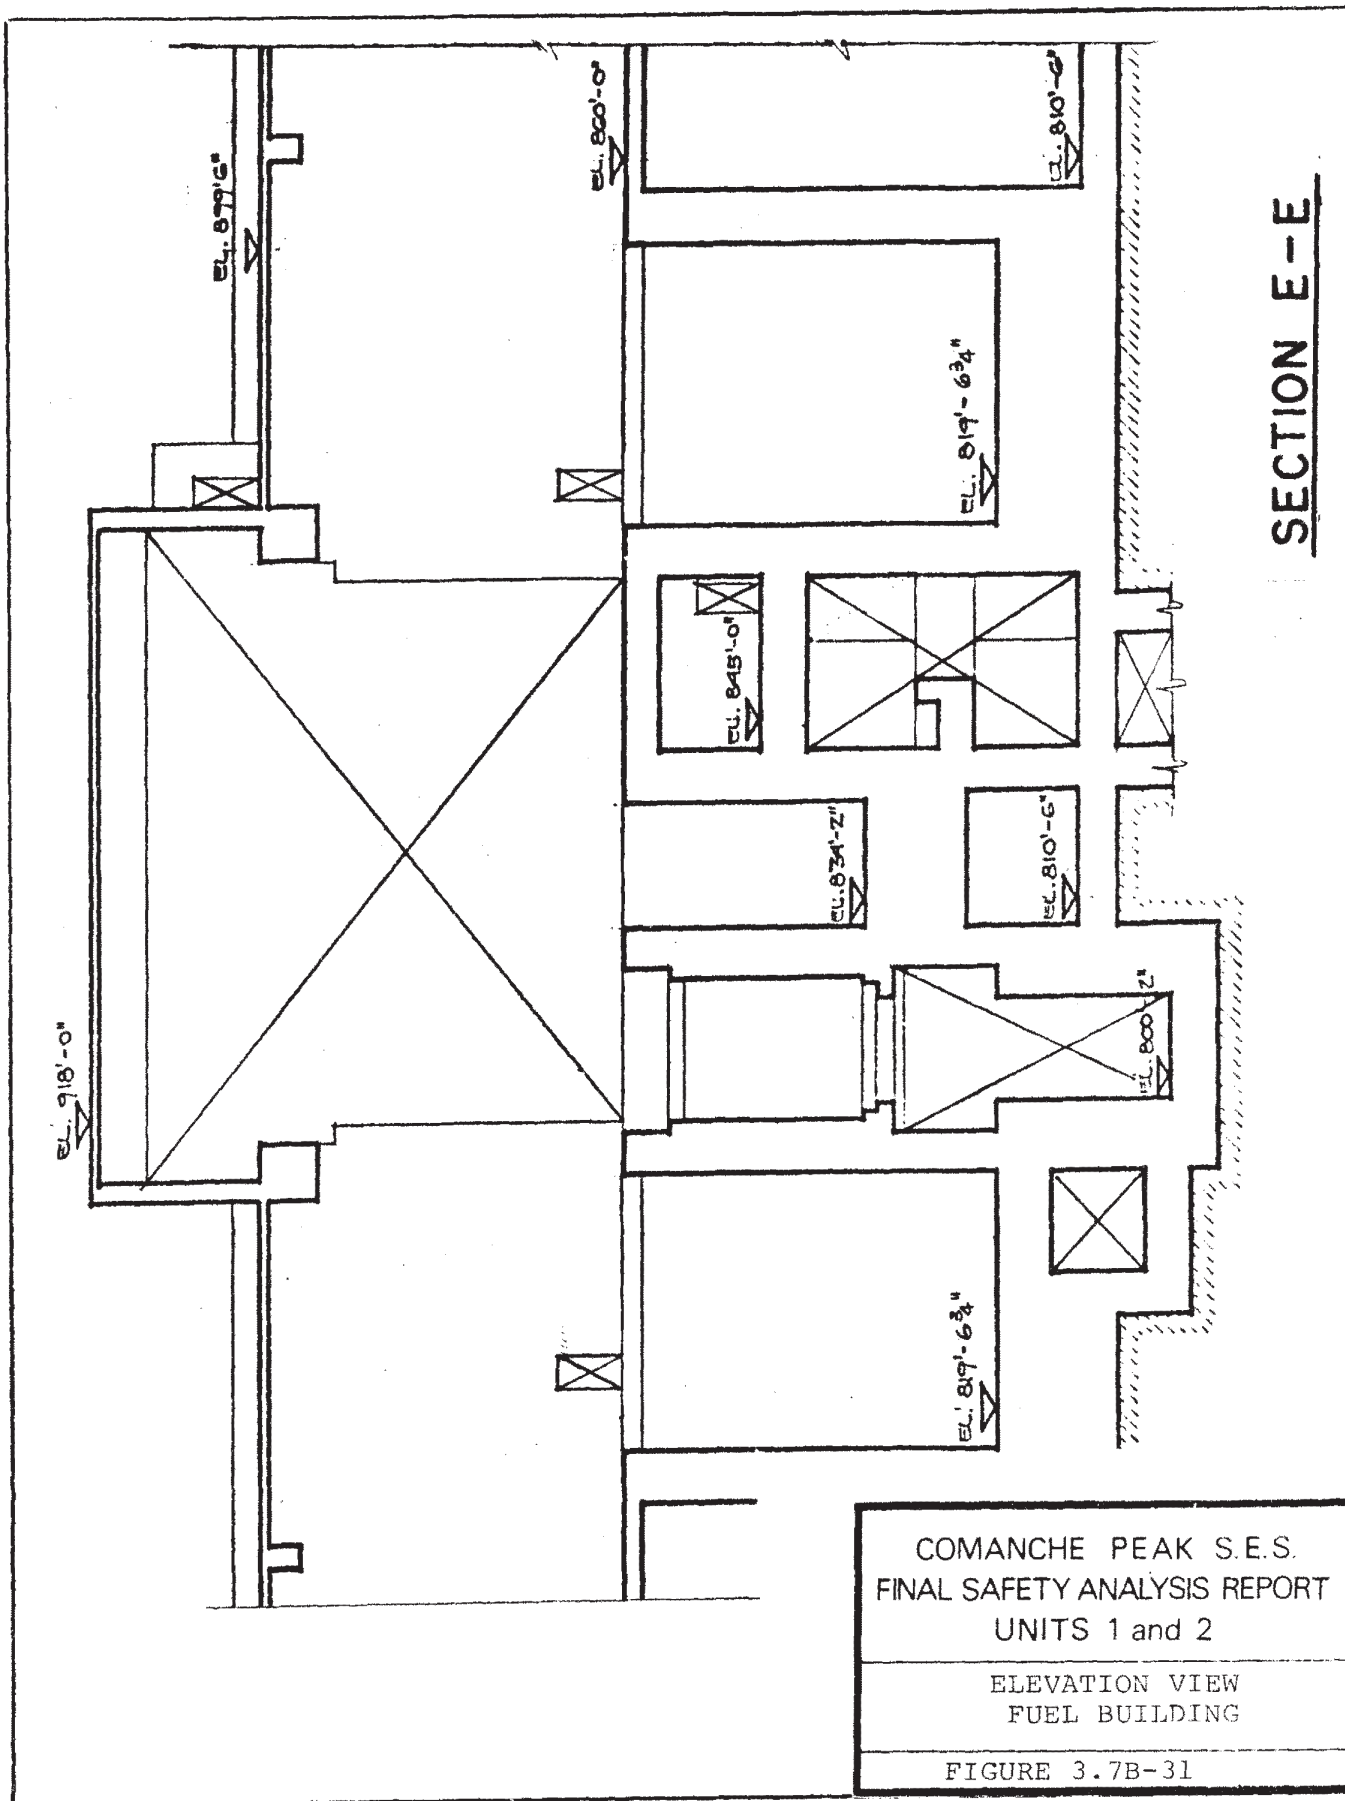 EL. 918'-0"
EL. 899'6"
EL. 860'-0"
EL. 810'-6"
EL. 819'-6¾"
EL. 845'-0"
EL. 834'-2"
EL. 810'-6"
EL. 800 2"
EL. 819'-6¾"
SECTION E-E
COMANCHE PEAK S.E.S.
FINAL SAFETY ANALYSIS REPORT
UNITS 1 and 2
ELEVATION VIEW
FUEL BUILDING
FIGURE 3.7B-31